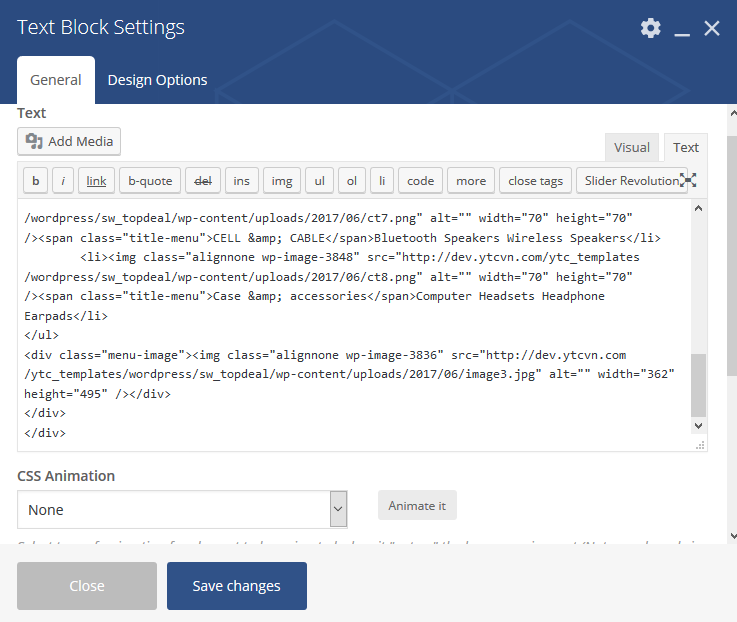 Text Block Settings
General Design Options
Text
Add Media
Visual Text
b i link b-quote del ins img ul ol li code more close tags Slider Revolution
/wordpress/sw_topdeal/wp-content/uploads/2017/06/ct7.png" alt="" width="70" height="70"
/><span class="title-menu">CELL &amp; CABLE</span>Bluetooth Speakers Wireless Speakers</li>
<li><img class="alignnone wp-image-3848" src="http://dev.ytcvn.com/ytc_templates
/wordpress/sw_topdeal/wp-content/uploads/2017/06/ct8.png" alt="" width="70" height="70"
/><span class="title-menu">Case &amp; accessories</span>Computer Headsets Headphone
Earpads</li>
</ul>
<div class="menu-image"><img class="alignnone wp-image-3836" src="http://dev.ytcvn.com
/ytc_templates/wordpress/sw_topdeal/wp-content/uploads/2017/06/image3.jpg" alt="" width="362"
height="495" /></div>
</div>
</div>
CSS Animation
None
Animate it
Close Save changes